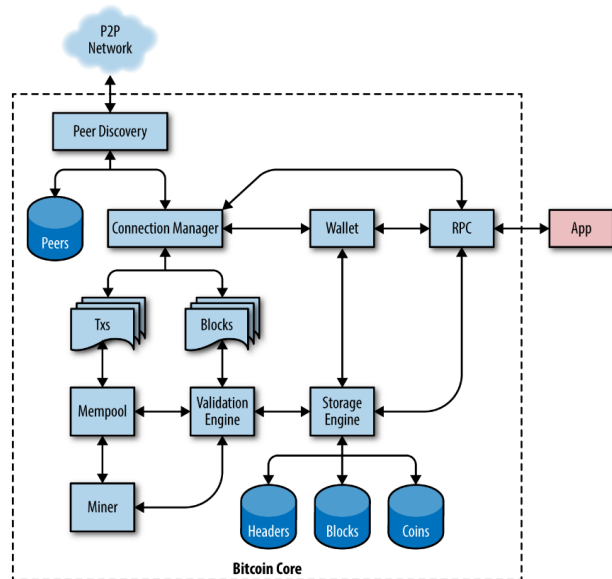 P2P
Network
Peer Discovery
Peers
Connection Manager
Wallet
RPC
App
Txs
Blocks
Mempool
Validation
Engine
Storage
Engine
Miner
Headers
Blocks
Coins
Bitcoin Core